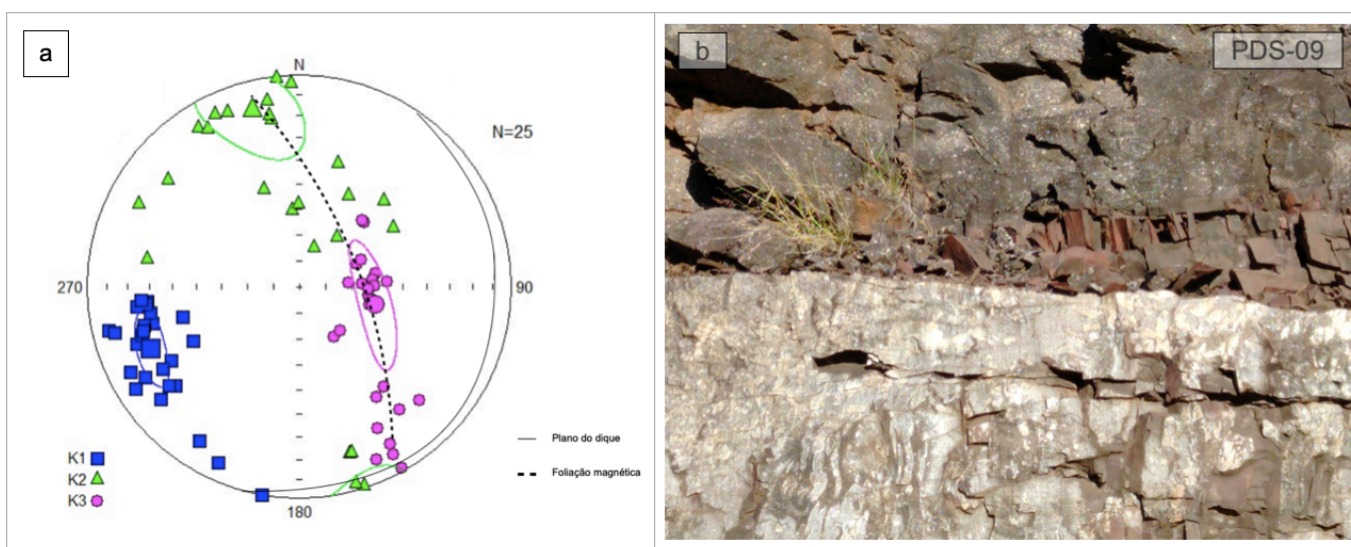 a
N
N=25
270
90
K1
K2
K3
180
Plano do dique
Foliação magnética
b
PDS-09